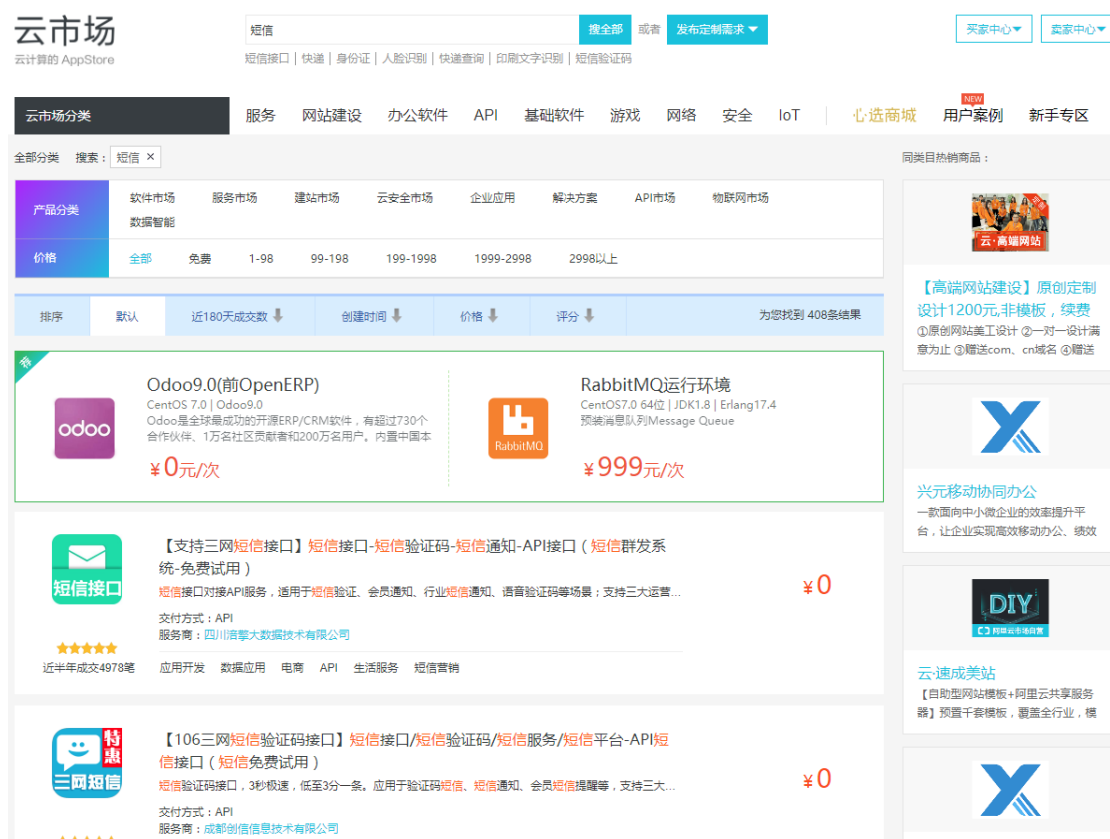 云市场
云计算的 AppStore
短信
搜全部
或者
发布定制需求
买家中心
卖家中心
短信接口 | 快递 | 身份证 | 人脸识别 | 快递查询 | 印刷文字识别 | 短信验证码
云市场分类
服务
网站建设
办公软件
API
基础软件
游戏
网络
安全
IoT
心选商城
NEW
用户案例
新手专区
全部分类
搜索：
短信 ×
同类目热销商品：
产品分类
软件市场
服务市场
建站市场
云安全市场
企业应用
解决方案
API市场
物联网市场
数据智能
价格
全部
免费
1-98
99-198
199-1998
1999-2998
2998以上
排序
默认
近180天成交数
创建时间
价格
评分
为您找到 408条结果
荐
odoo
Odoo9.0(前OpenERP)
CentOS 7.0 | Odoo9.0
Odoo是全球最成功的开源ERP/CRM软件，有超过730个
合作伙伴、1万名社区贡献者和200万名用户。内置中国本
¥0元/次
RabbitMQ
RabbitMQ运行环境
CentOS7.0 64位 | JDK1.8 | Erlang17.4
预装消息队列Message Queue
¥999元/次
短信接口
近半年成交4978笔
【支持三网短信接口】短信接口-短信验证码-短信通知-API接口（短信群发系
统-免费试用）
短信接口对接API服务，适用于短信验证、会员通知、行业短信通知、语音验证码等场景；支持三大运营...
交付方式：API
服务商：四川涪擎大数据技术有限公司
应用开发
数据应用
电商
API
生活服务
短信营销
¥0
特惠
三网短信
【106三网短信验证码接口】短信接口/短信验证码/短信服务/短信平台-API短
信接口（短信免费试用）
短信验证码接口，3秒极速，低至3分一条。应用于验证码短信、短信通知、会员短信提醒等，支持三大...
交付方式：API
服务商：成都创信信息技术有限公司
¥0
云·高端网站
【高端网站建设】原创定制
设计1200元,非模板，续费
①原创网站美工设计 ②一对一设计满
意为止 ③赠送com、cn域名 ④赠送
兴元移动协同办公
一款面向中小微企业的效率提升平
台，让企业实现高效移动办公、绩效
DIY
阿里云市场自营
云·速成美站
【自助型网站模板+阿里云共享服务
器】预置千套模板，覆盖全行业，模